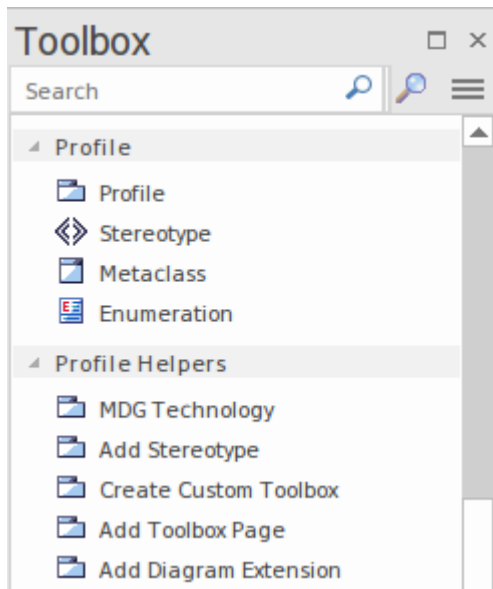 Toolbox
Search
Profile
Profile
Stereotype
Metaclass
Enumeration
Profile Helpers
MDG Technology
Add Stereotype
Create Custom Toolbox
Add Toolbox Page
Add Diagram Extension